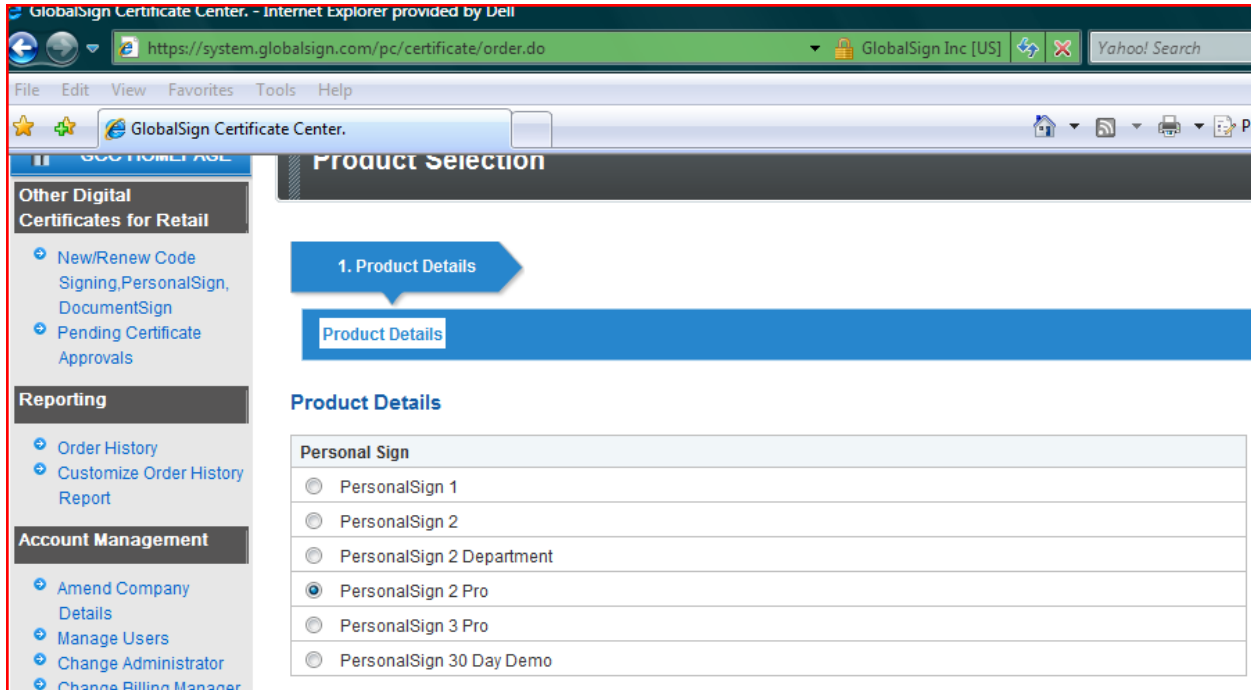 GlobalSign Certificate Center. - Internet Explorer provided by Dell
https://system.globalsign.com/pc/certificate/order.do
GlobalSign Inc [US]
Yahoo! Search
File Edit View Favorites Tools Help
GlobalSign Certificate Center.
P
GCC HOMEPAGE
Product Selection
Other Digital
Certificates for Retail
New/Renew Code
Signing,PersonalSign,
DocumentSign
Pending Certificate
Approvals
Reporting
Order History
Customize Order History
Report
Account Management
Amend Company
Details
Manage Users
Change Administrator
Change Billing Manager
1. Product Details
Product Details
Product Details
Personal Sign
PersonalSign 1
PersonalSign 2
PersonalSign 2 Department
PersonalSign 2 Pro
PersonalSign 3 Pro
PersonalSign 30 Day Demo